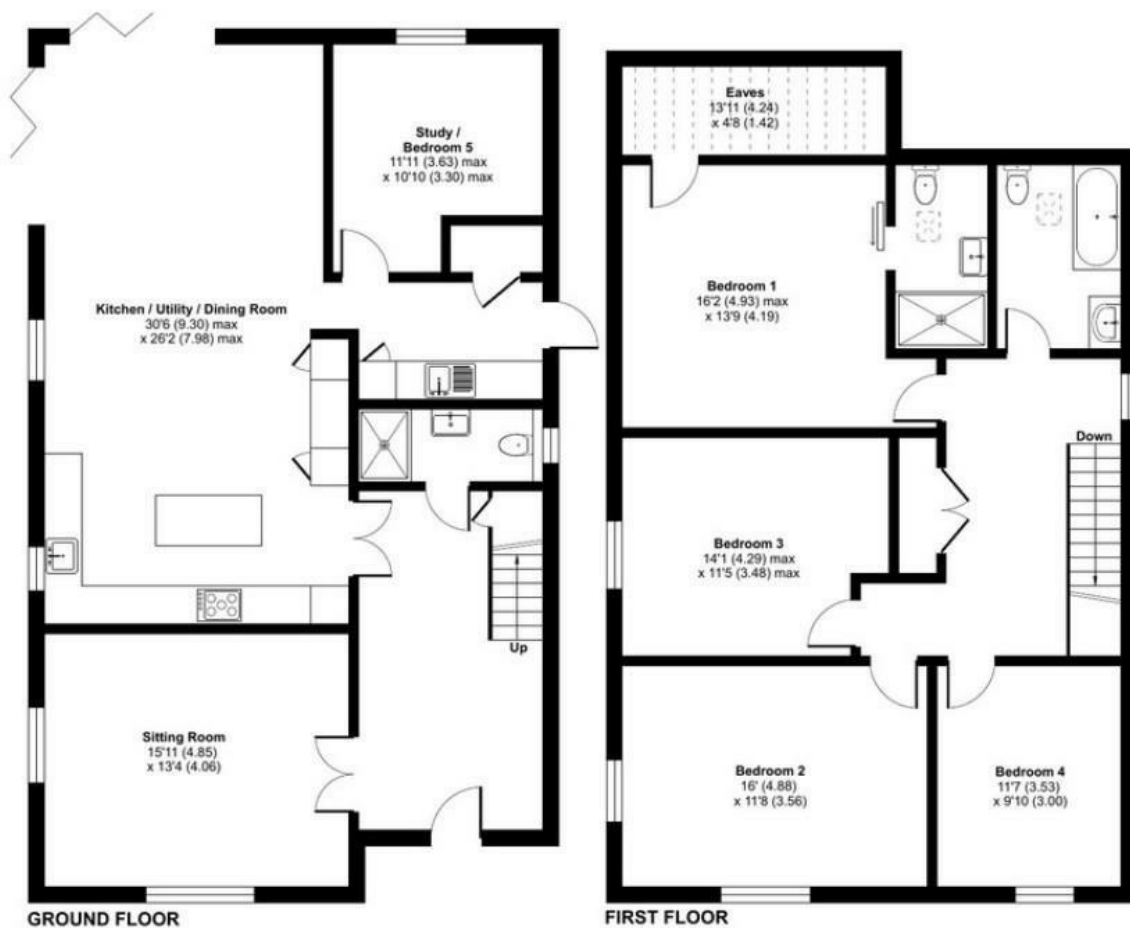 Study /
Bedroom 5
11'11 (3.63) max
x 10'10 (3.30) max
Kitchen / Utility / Dining Room
30'6 (9.30) max
x 26'2 (7.98) max
Up
Sitting Room
15'11 (4.85)
x 13'4 (4.06)
GROUND FLOOR
Eaves
13'11 (4.24)
x 4'8 (1.42)
Bedroom 1
16'2 (4.93) max
x 13'9 (4.19)
Down
Bedroom 3
14'1 (4.29) max
x 11'5 (3.48) max
Bedroom 2
16' (4.88)
x 11'8 (3.56)
Bedroom 4
11'7 (3.53)
x 9'10 (3.00)
FIRST FLOOR